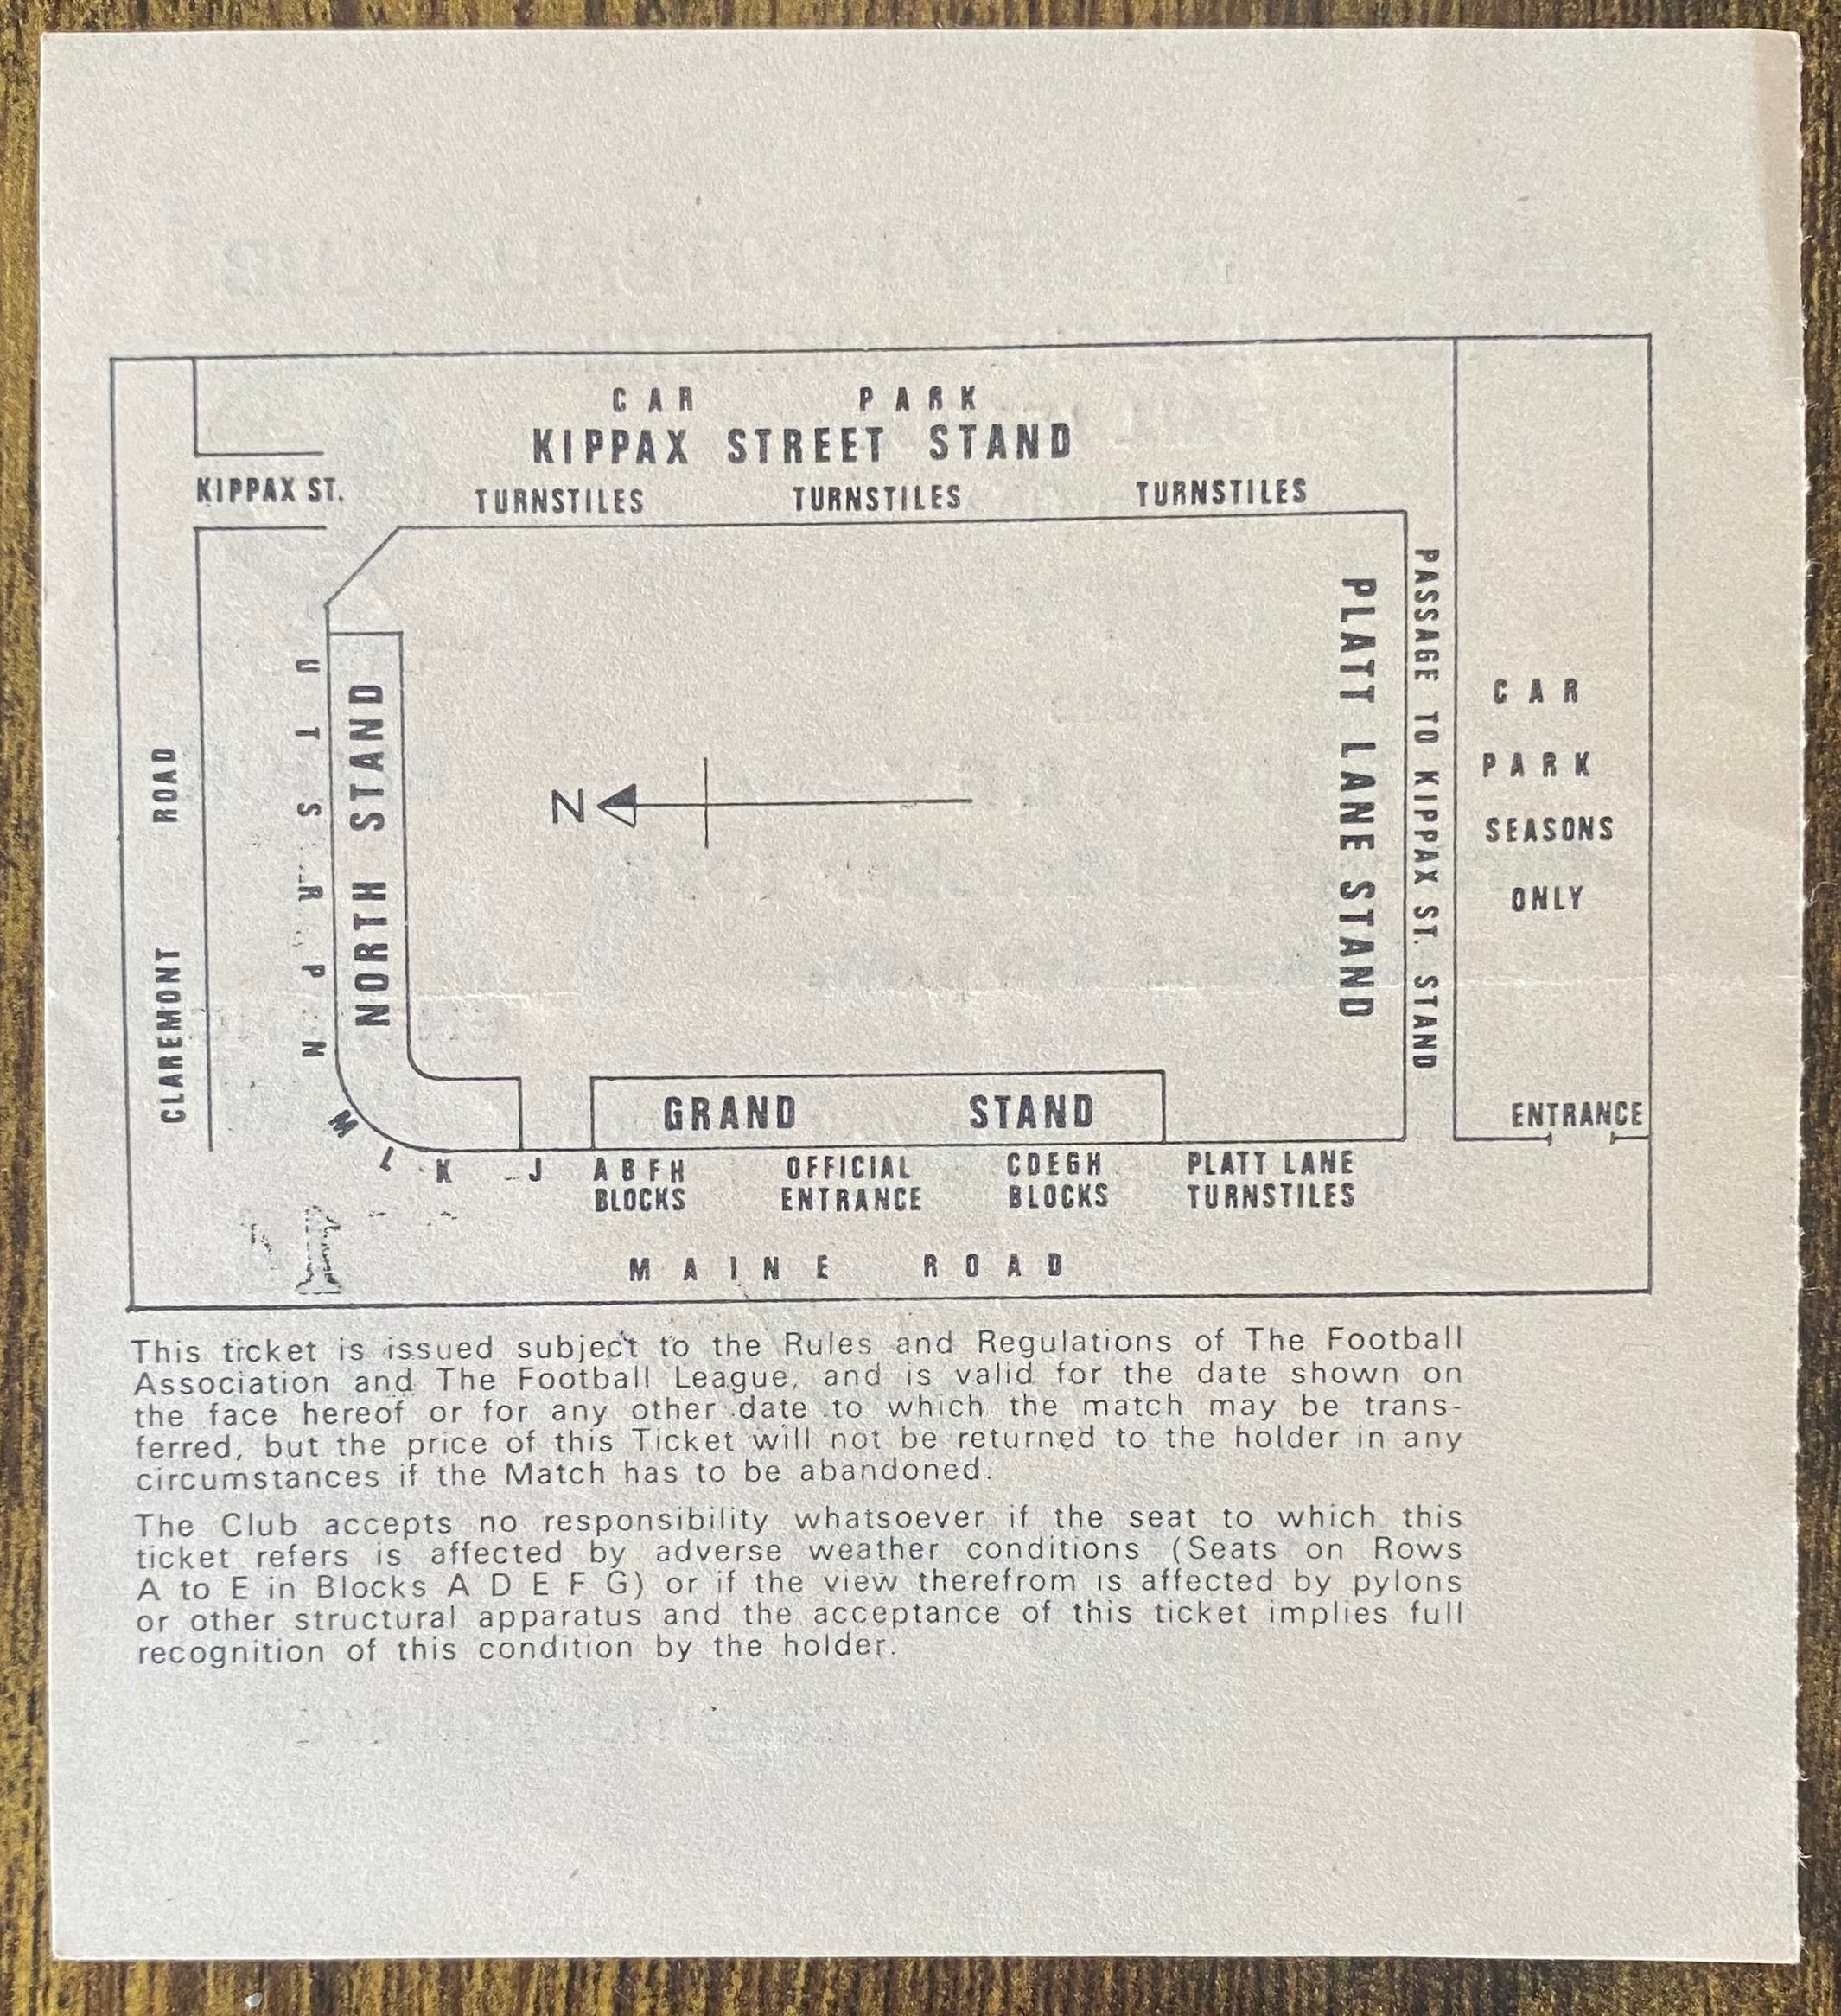 CAR PARK
KIPPAX STREET STAND
KIPPAX ST.
TURNSTILES TURNSTILES TURNSTILES
CLAREMONT ROAD
U T S R P N M L K J
NORTH STAND
N
PLATT LANE STAND
PASSAGE TO KIPPAX ST. STAND
CAR
PARK
SEASONS
ONLY
ENTRANCE
GRAND STAND
A B F H
BLOCKS
OFFICIAL
ENTRANCE
CDEGH
BLOCKS
PLATT LANE
TURNSTILES
MAINE ROAD
This ticket is issued subject to the Rules and Regulations of The Football
Association and The Football League, and is valid for the date shown on
the face hereof or for any other date to which the match may be trans-
ferred, but the price of this Ticket will not be returned to the holder in any
circumstances if the Match has to be abandoned.
The Club accepts no responsibility whatsoever if the seat to which this
ticket refers is affected by adverse weather conditions (Seats on Rows
A to E in Blocks A D E F G) or if the view therefrom is affected by pylons
or other structural apparatus and the acceptance of this ticket implies full
recognition of this condition by the holder.